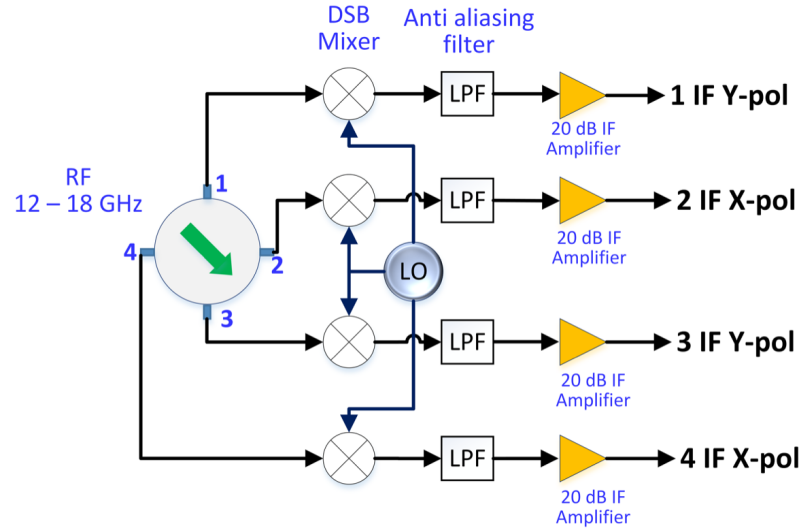 DSB
Mixer
Anti aliasing
filter
LPF
1 IF Y-pol
20 dB IF
Amplifier
RF
12 – 18 GHz
1
LPF
2 IF X-pol
20 dB IF
Amplifier
4
2
LO
3
LPF
3 IF Y-pol
20 dB IF
Amplifier
LPF
4 IF X-pol
20 dB IF
Amplifier